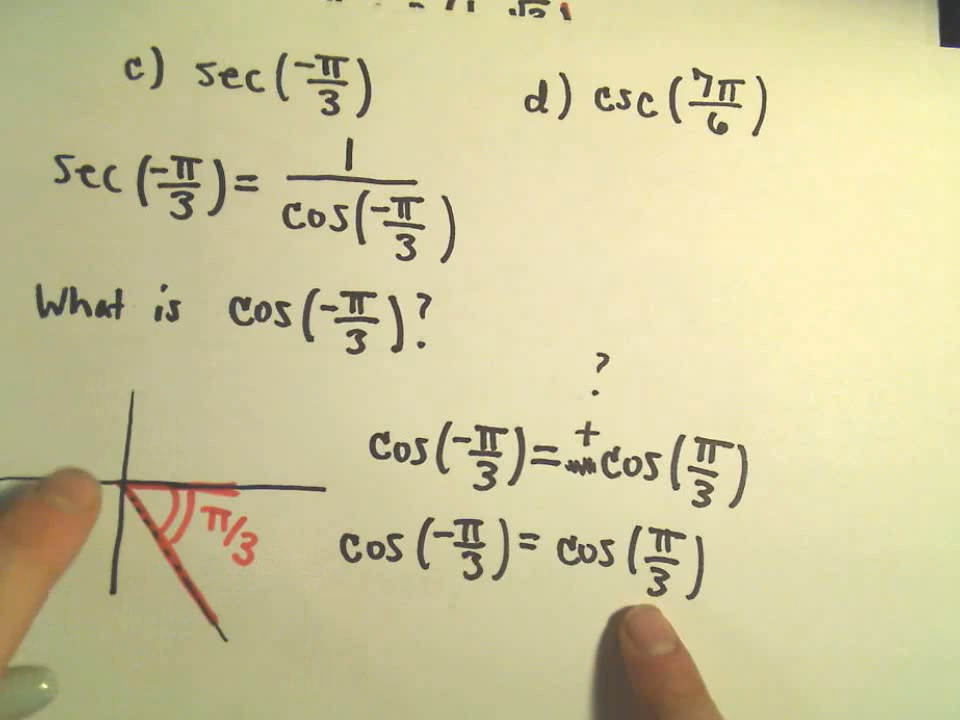 c) sec(-π/3)
d) csc(7π/6)
sec(-π/3) = 1/cos(-π/3)
What is cos(-π/3)?
?
cos(-π/3) = + cos(π/3)
π/3
cos(-π/3) = cos(π/3)